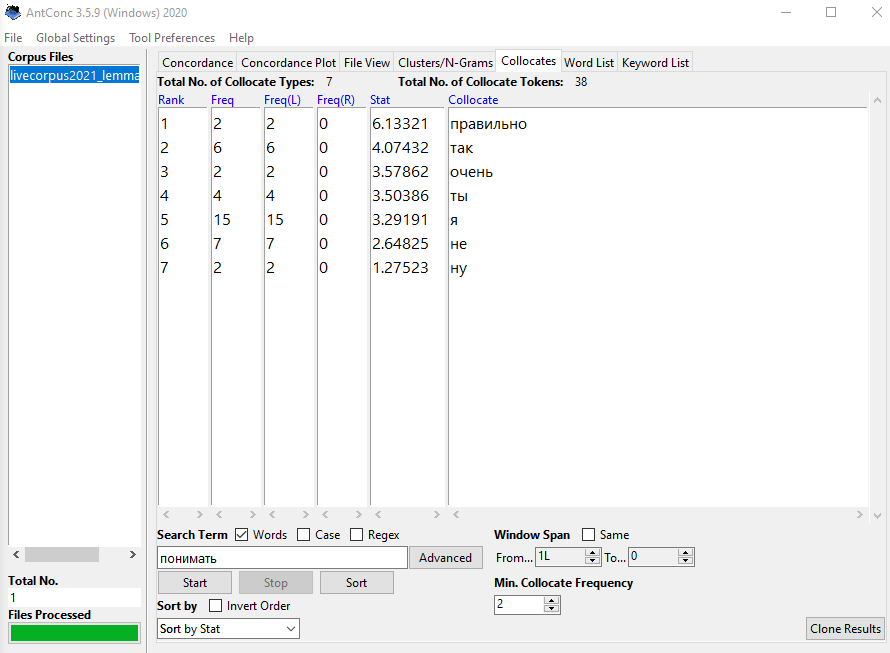 AntConc 3.5.9 (Windows) 2020
File Global Settings Tool Preferences Help
Corpus Files
livecorpus2021_lemma
Concordance Concordance Plot File View Clusters/N-Grams Collocates Word List Keyword List
Total No. of Collocate Types: 7 Total No. of Collocate Tokens: 38
Rank Freq Freq(L) Freq(R) Stat Collocate
1 2 2 0 6.13321 правильно
2 6 6 0 4.07432 так
3 2 2 0 3.57862 очень
4 4 4 0 3.50386 ты
5 15 15 0 3.29191 я
6 7 7 0 2.64825 не
7 2 2 0 1.27523 ну
Search Term Words Case Regex Window Span Same
понимать Advanced From... 1L To... 0
Start Stop Sort Min. Collocate Frequency
Sort by Invert Order 2
Sort by Stat Clone Results
Total No.
1
Files Processed